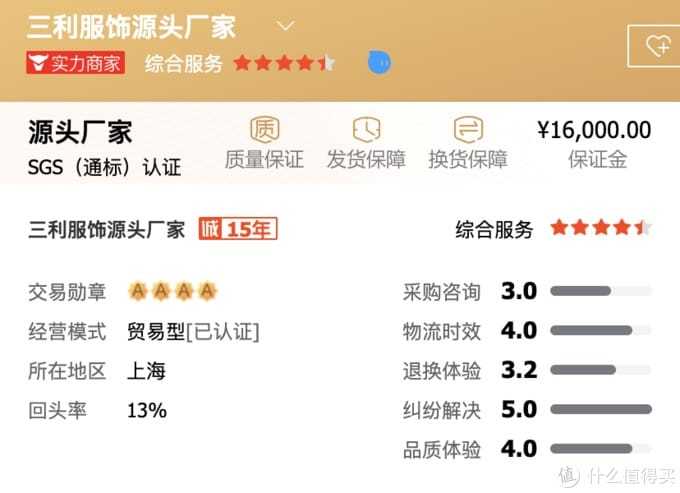 三利服饰源头厂家
实力商家 综合服务
源头厂家
SGS（通标）认证
质量保证 发货保障 换货保障
¥16,000.00
保证金
三利服饰源头厂家 诚 15年 综合服务
交易勋章 A A A A
采购咨询 3.0
经营模式 贸易型[已认证]
物流时效 4.0
所在地区 上海
退换体验 3.2
回头率 13%
纠纷解决 5.0
品质体验 4.0
值 什么值得买